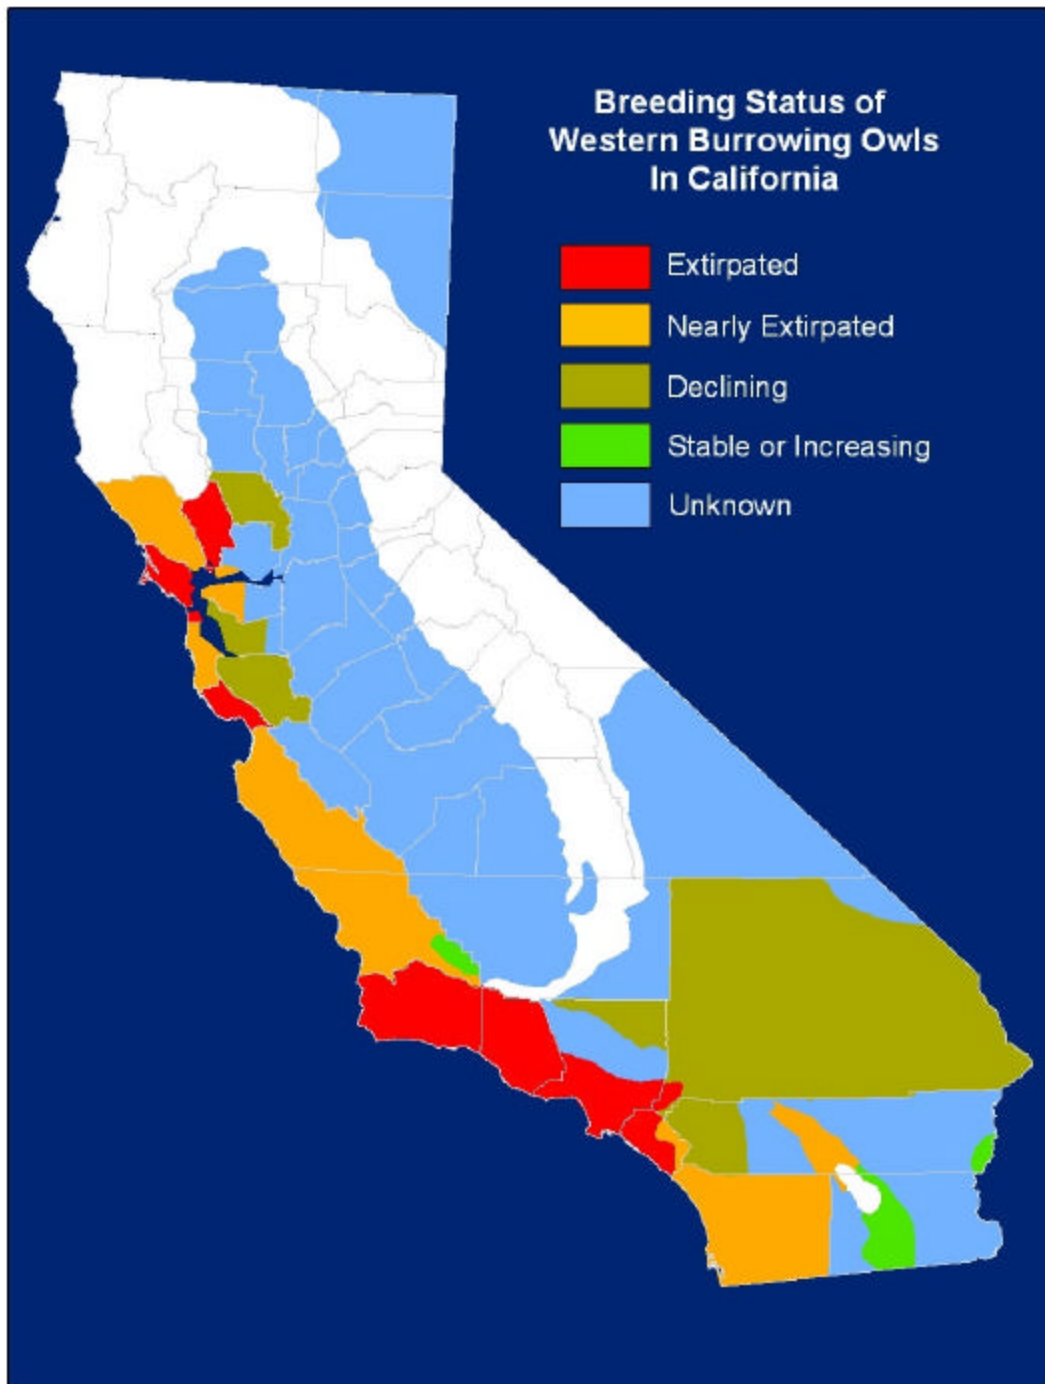 Breeding Status of
Western Burrowing Owls
In California
Extirpated
Nearly Extirpated
Declining
Stable or Increasing
Unknown